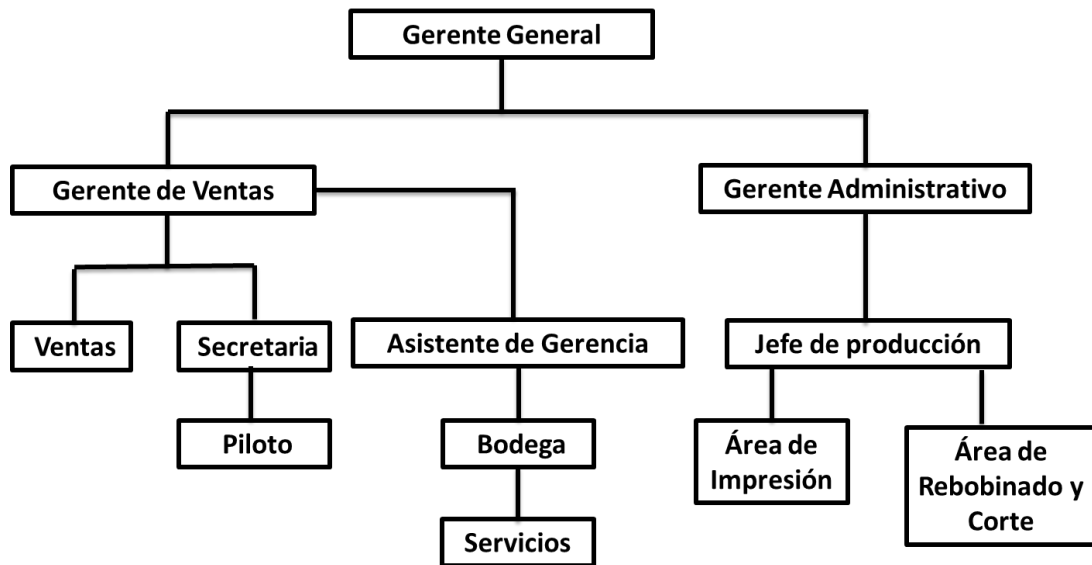 Gerente General
Gerente de Ventas
Gerente Administrativo
Ventas
Secretaria
Asistente de Gerencia
Jefe de producción
Piloto
Bodega
Área de
Impresión
Área de
Rebobinado y
Corte
Servicios